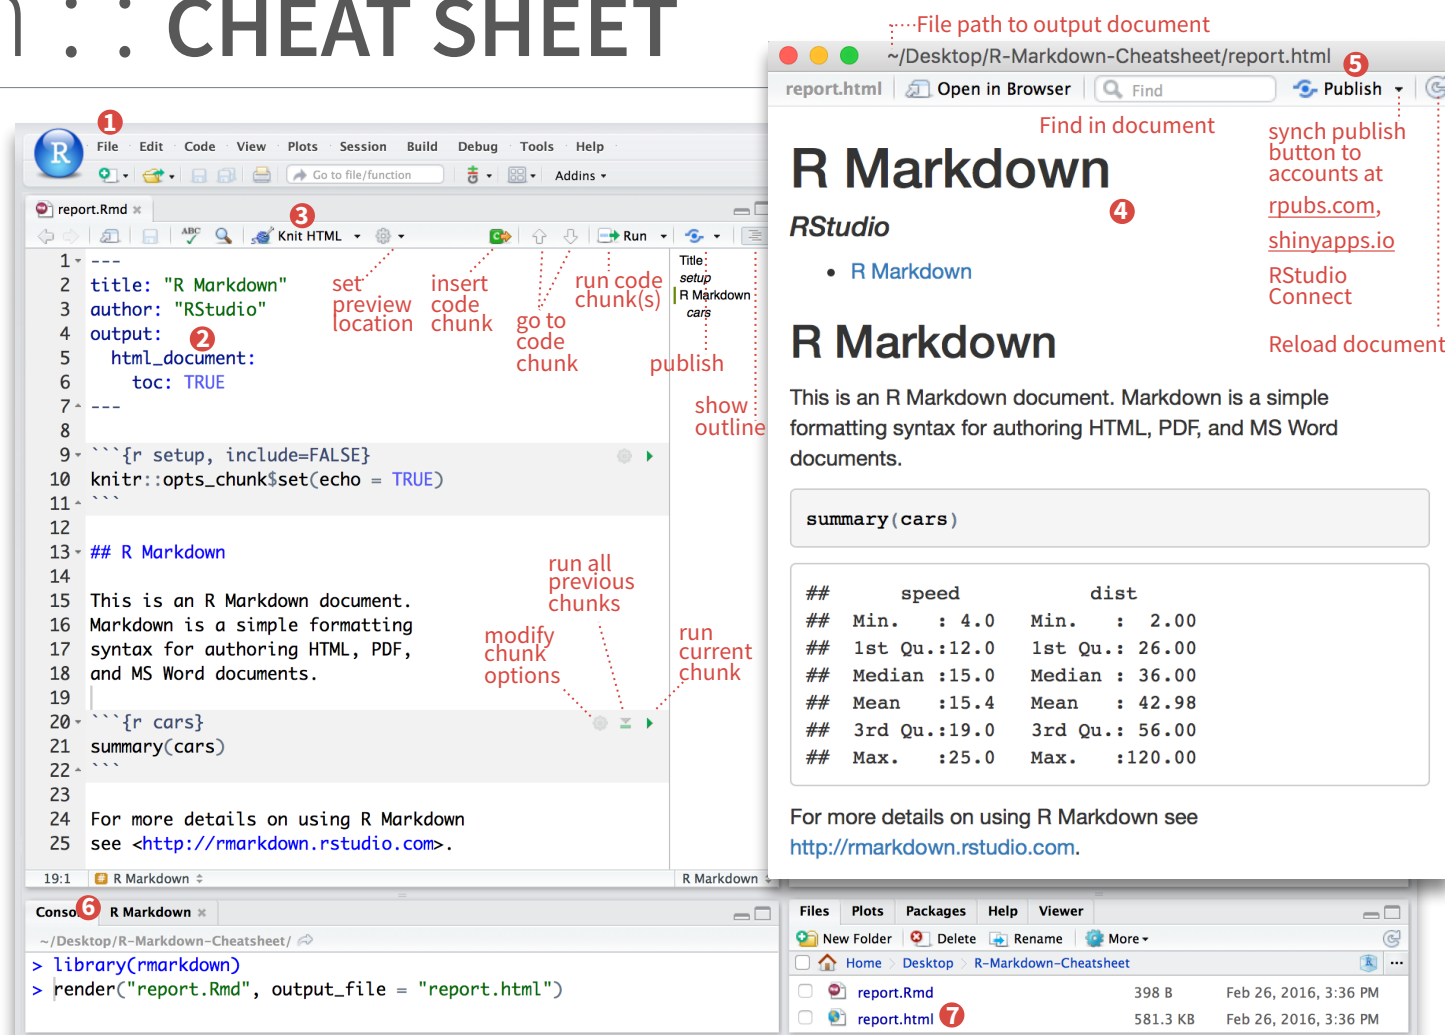 n : : CHEAT SHEET
File path to output document
~/Desktop/R-Markdown-Cheatsheet/report.html
5
report.html Open in Browser Find Publish
Find in document
synch publish
button to
accounts at
rpubs.com,
shinyapps.io
RStudio
Connect
Reload document
R Markdown
4
RStudio
• R Markdown
R Markdown
This is an R Markdown document. Markdown is a simple
formatting syntax for authoring HTML, PDF, and MS Word
documents.
summary(cars)
##      speed           dist
##  Min.   : 4.0   Min.   :  2.00
##  1st Qu.:12.0   1st Qu.: 26.00
##  Median :15.0   Median : 36.00
##  Mean   :15.4   Mean   : 42.98
##  3rd Qu.:19.0   3rd Qu.: 56.00
##  Max.   :25.0   Max.   :120.00
For more details on using R Markdown see
http://rmarkdown.rstudio.com.
1
R
File Edit Code View Plots Session Build Debug Tools Help
Go to file/function Addins
report.Rmd
3
ABC Knit HTML Run
set
preview
location
insert
code
chunk
go to
code
chunk
run code
chunk(s)
publish
show
outline
Title
setup
R Markdown
cars
1 ---
2 title: "R Markdown"
3 author: "RStudio"
4 output:
2
5   html_document:
6     toc: TRUE
7 ---
8
9 ```{r setup, include=FALSE}
10 knitr::opts_chunk$set(echo = TRUE)
11 ```
12
13 ## R Markdown
14
15 This is an R Markdown document.
16 Markdown is a simple formatting
17 syntax for authoring HTML, PDF,
18 and MS Word documents.
19
20 ```{r cars}
21 summary(cars)
22 ```
23
24 For more details on using R Markdown
25 see <http://rmarkdown.rstudio.com>.
run all
previous
chunks
modify
chunk
options
run
current
chunk
19:1 # R Markdown R Markdown
6
Conso R Markdown
~/Desktop/R-Markdown-Cheatsheet/
> library(rmarkdown)
> render("report.Rmd", output_file = "report.html")
Files Plots Packages Help Viewer
New Folder Delete Rename More
Home Desktop R-Markdown-Cheatsheet R ...
report.Rmd 398 B Feb 26, 2016, 3:36 PM
report.html 7 581.3 KB Feb 26, 2016, 3:36 PM